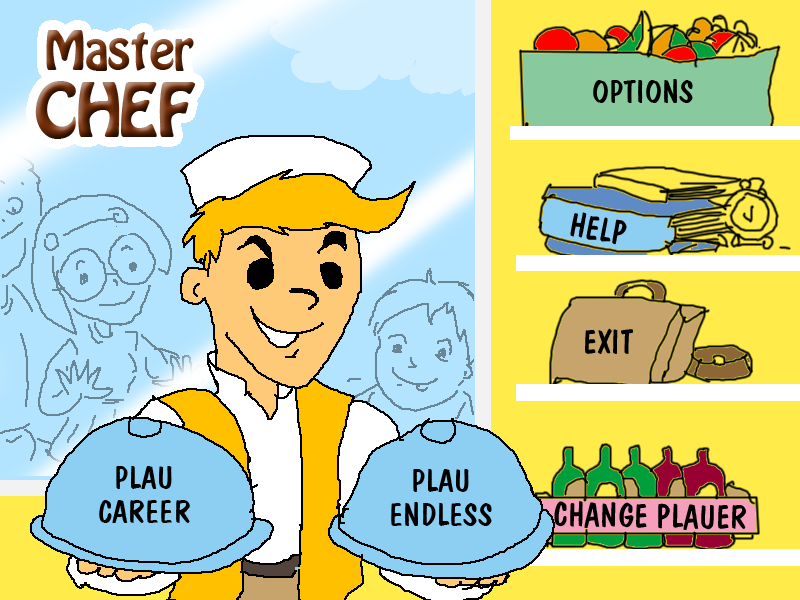 Master
CHEF
OPTIONS
HELP
EXIT
PLAU
CAREER
PLAU
ENDLESS
CHANGE PLAUER